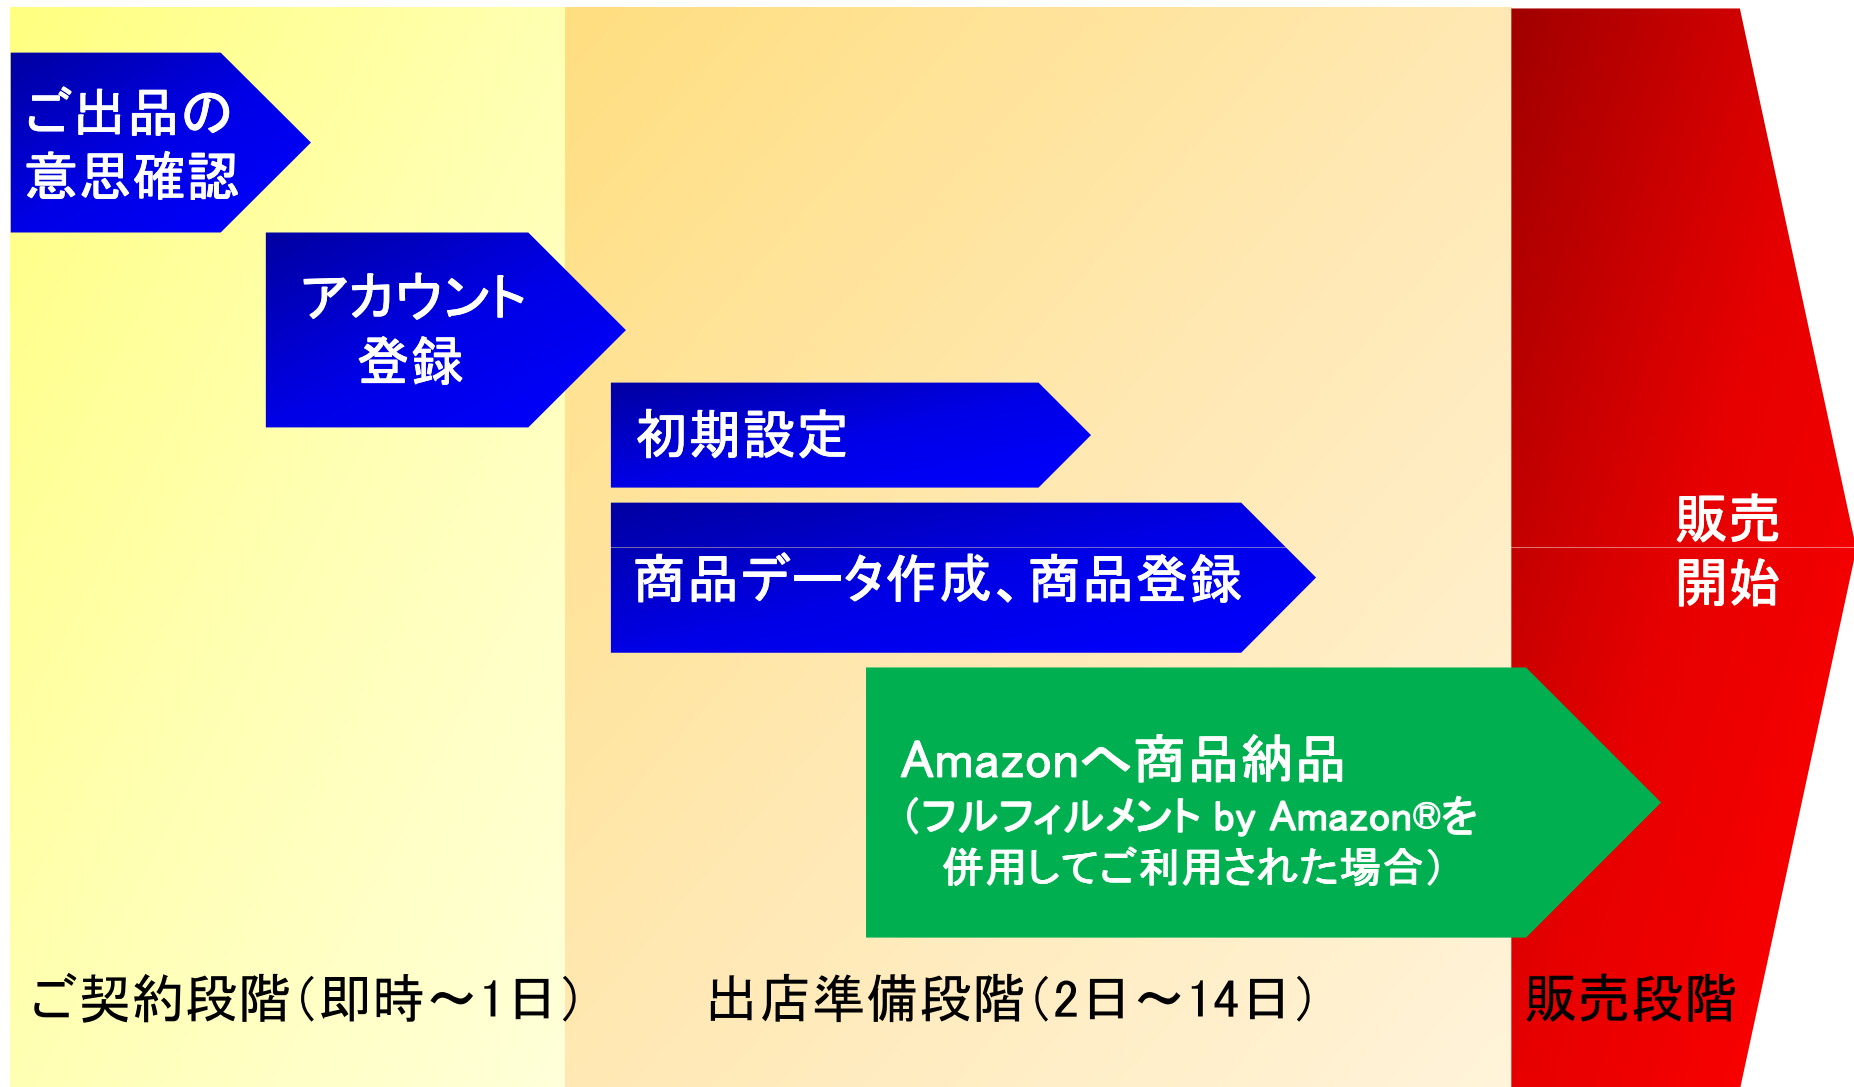 ご出品の
意思確認
アカウント
登録
初期設定
商品データ作成、商品登録
販売
開始
Amazonへ商品納品
（フルフィルメント by Amazon®を
併用してご利用された場合）
ご契約段階（即時～1日）
出店準備段階（2日～14日）
販売段階